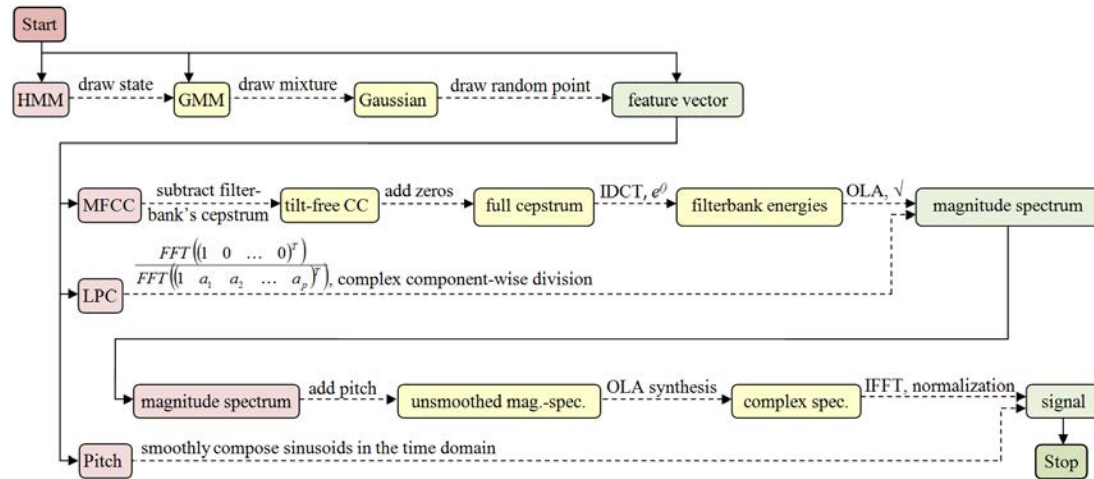 Start
HMM
draw state
GMM
draw mixture
Gaussian
draw random point
feature vector
MFCC
subtract filter-
bank's cepstrum
tilt-free CC
add zeros
full cepstrum
IDCT, e^()
filterbank energies
OLA, √
magnitude spectrum
FFT((1 0 … 0)^T)
FFT((1 a₁ a₂ … aₚ)^T), complex component-wise division
LPC
magnitude spectrum
add pitch
unsmoothed mag.-spec.
OLA synthesis
complex spec.
IFFT, normalization
signal
Pitch
smoothly compose sinusoids in the time domain
Stop